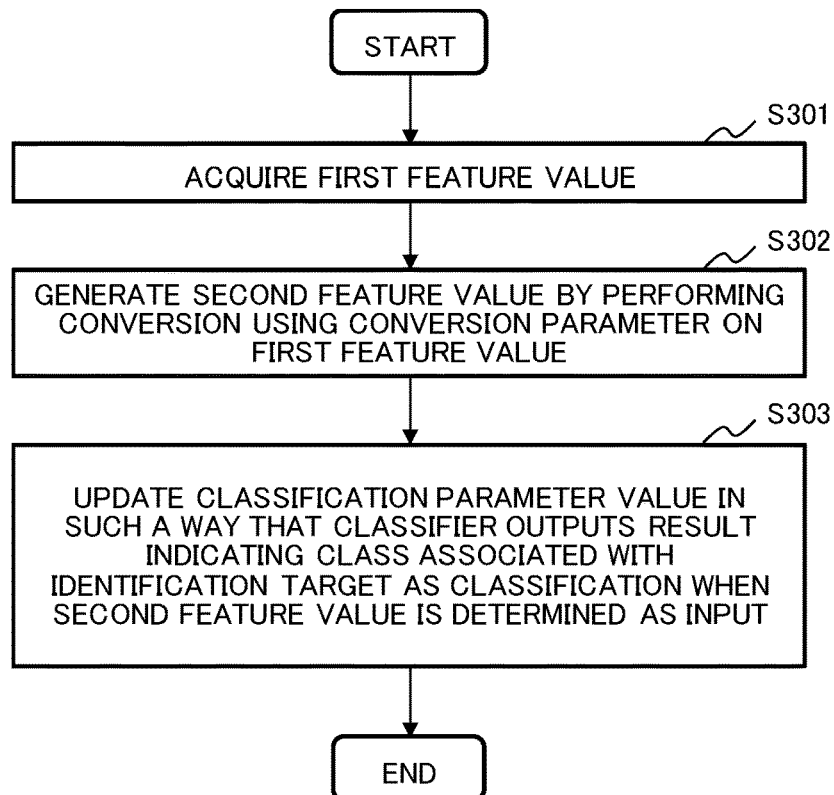 START
S301
ACQUIRE FIRST FEATURE VALUE
S302
GENERATE SECOND FEATURE VALUE BY PERFORMING
CONVERSION USING CONVERSION PARAMETER ON
FIRST FEATURE VALUE
S303
UPDATE CLASSIFICATION PARAMETER VALUE IN
SUCH A WAY THAT CLASSIFIER OUTPUTS RESULT
INDICATING CLASS ASSOCIATED WITH
IDENTIFICATION TARGET AS CLASSIFICATION WHEN
SECOND FEATURE VALUE IS DETERMINED AS INPUT
END